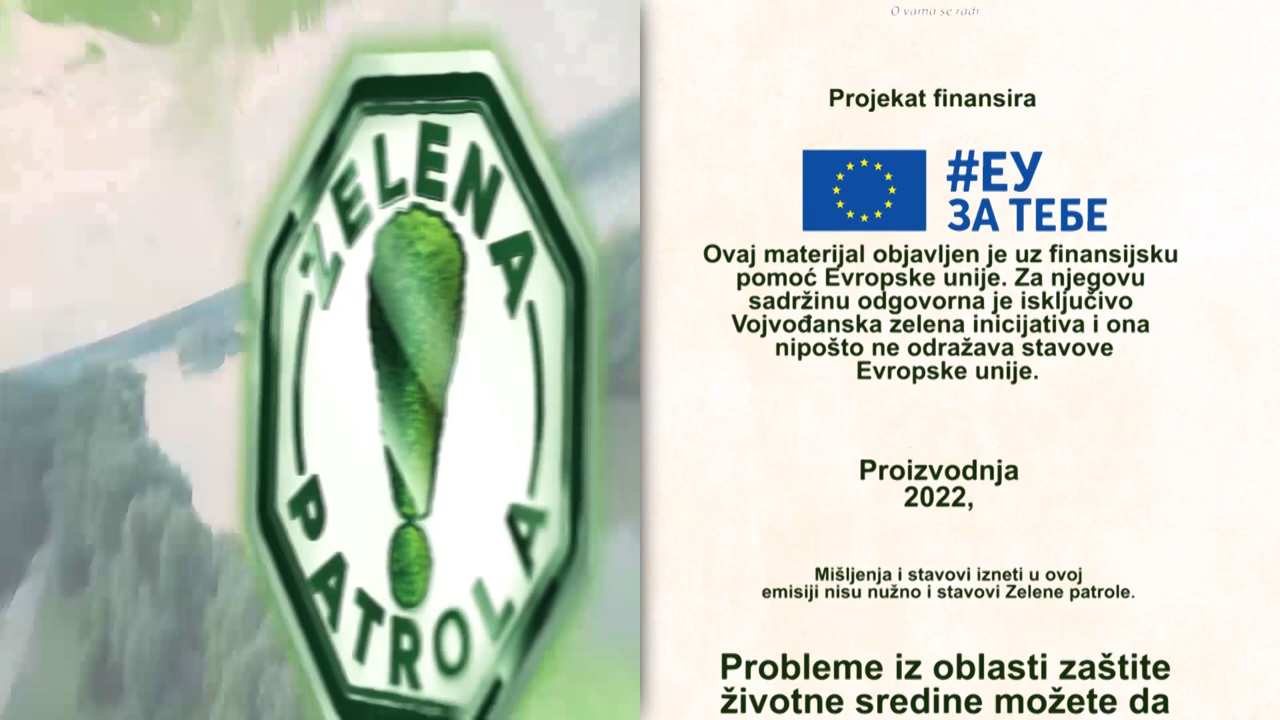 ZELENA
PATROLA
O vama se radi
Projekat finansira
#ЕУ
ЗА ТЕБЕ
Ovaj materijal objavljen je uz finansijsku
pomoć Evropske unije. Za njegovu
sadržinu odgovorna je isključivo
Vojvođanska zelena inicijativa i ona
nipošto ne odražava stavove
Evropske unije.
Proizvodnja
2022,
Mišljenja i stavovi izneti u ovoj
emisiji nisu nužno i stavovi Zelene patrole.
Probleme iz oblasti zaštite
životne sredine možete da